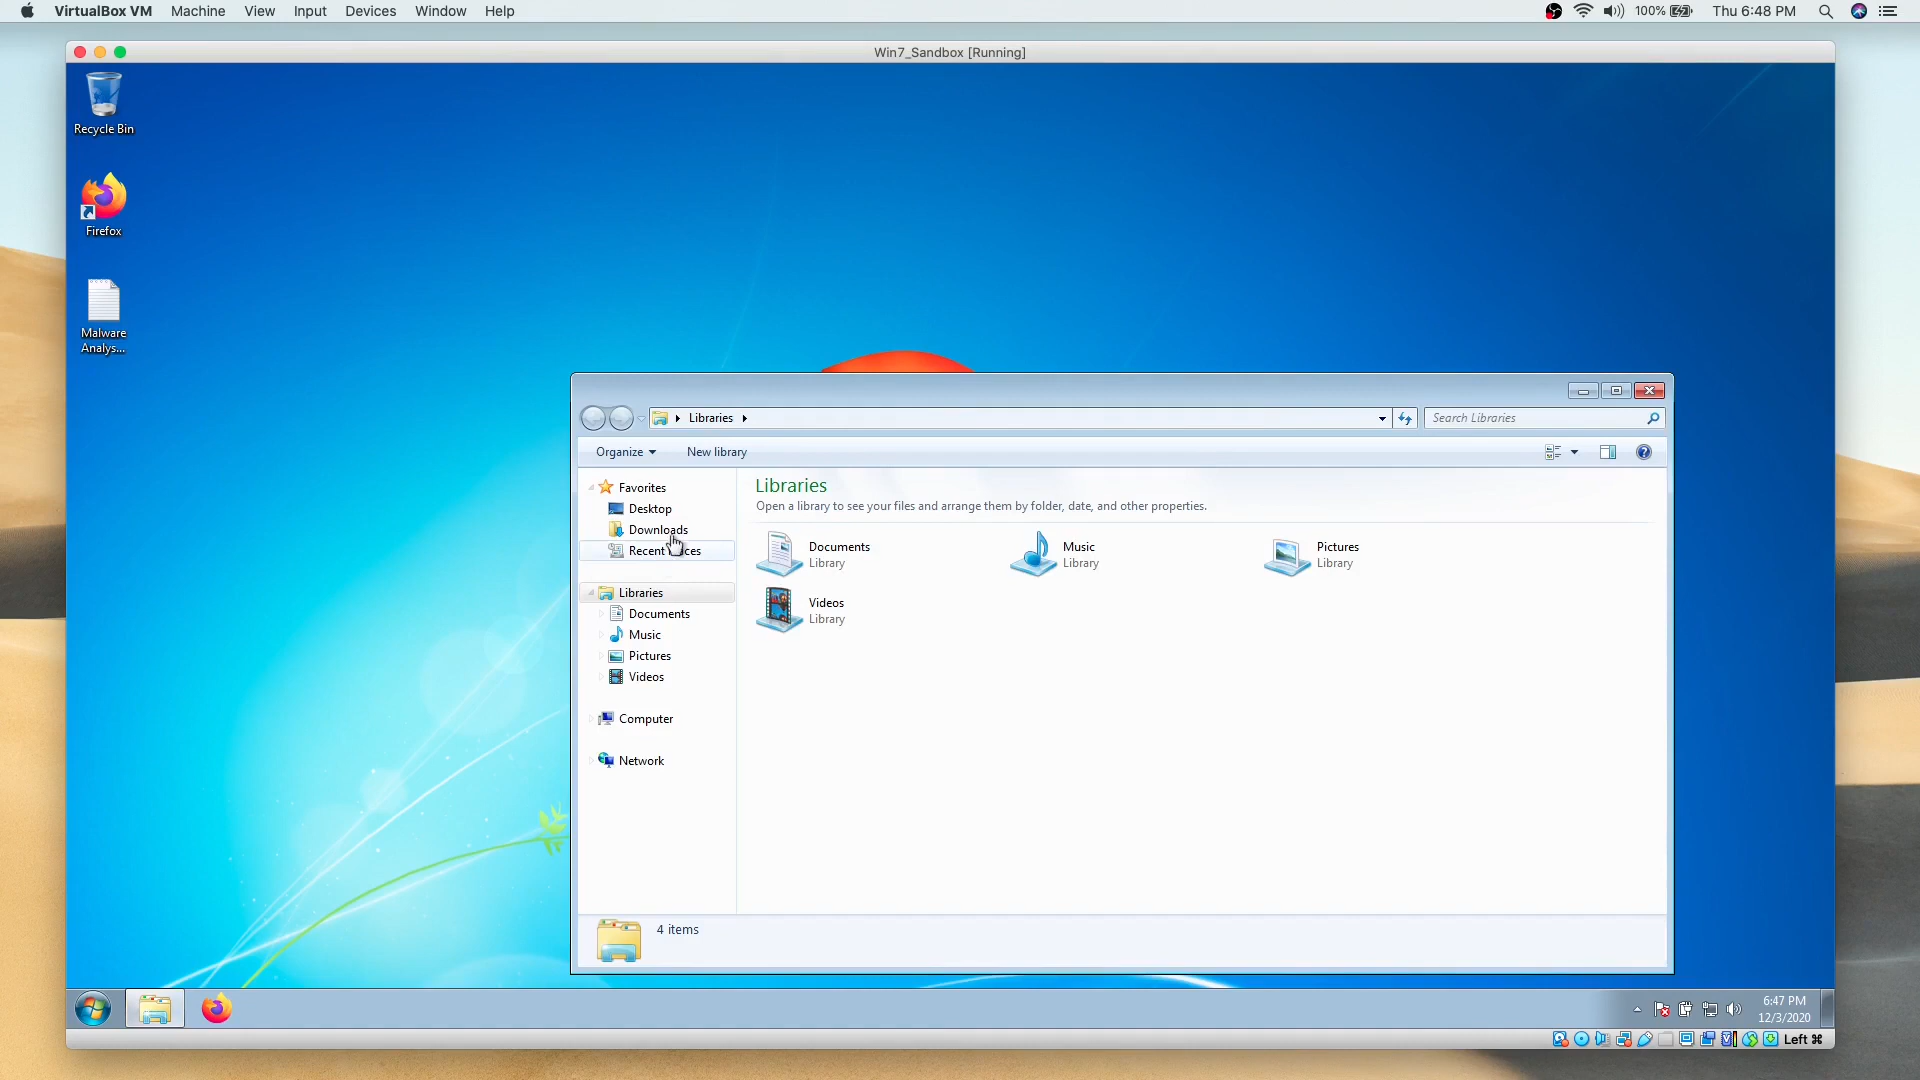 VirtualBox VM Machine View Input Devices Window Help 100% Thu 6:48 PM
Win7_Sandbox [Running]
Recycle Bin
Firefox
Malware
Analys...
Libraries
Search Libraries
Organize New library
Favorites
Desktop
Downloads
Recent
Libraries
Documents
Music
Pictures
Videos
Computer
Network
Libraries
Open a library to see your files and arrange them by folder, date, and other properties.
Documents
Library
Music
Library
Pictures
Library
Videos
Library
4 items
6:47 PM
12/3/2020
Left ⌘